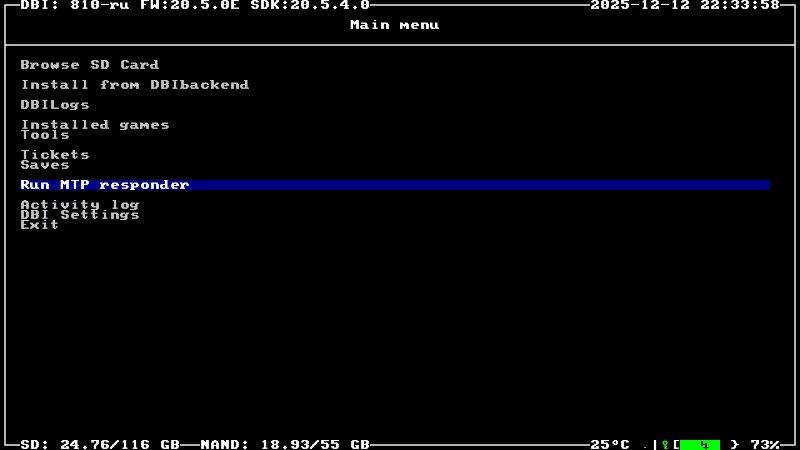 DBI: 810-ru FW:20.5.0E SDK:20.5.4.0 2025-12-12 22:33:58
Main menu
Browse SD Card
Install from DBIbackend
DBILogs
Installed games
Tools
Tickets
Saves
Run MTP responder
Activity log
DBI Settings
Exit
SD: 24.76/116 GB NAND: 18.93/55 GB 25°C 73%